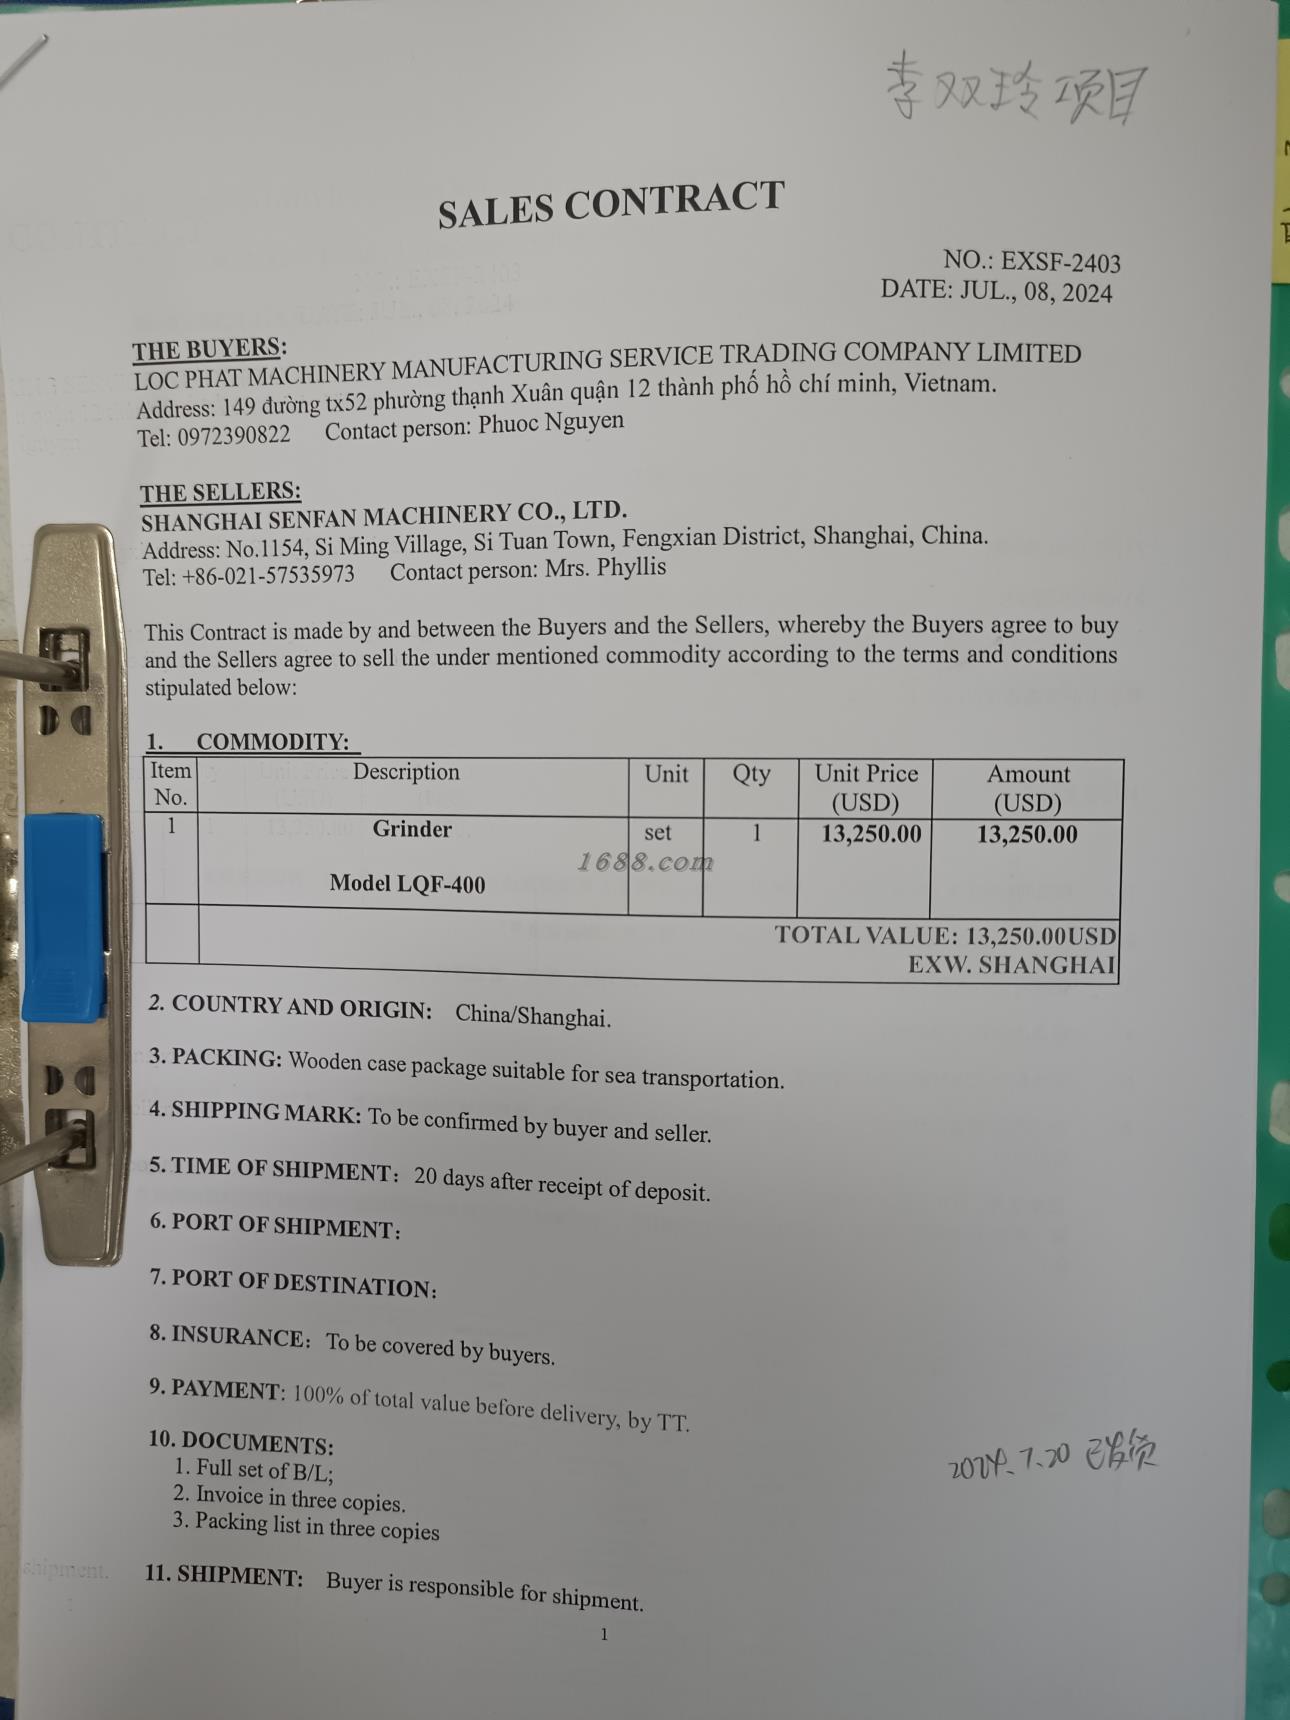 李双玲项目
SALES CONTRACT
NO.: EXSF-2403
DATE: JUL., 08, 2024
THE BUYERS:
LOC PHAT MACHINERY MANUFACTURING SERVICE TRADING COMPANY LIMITED
Address: 149 đường tx52 phường thạnh Xuân quận 12 thành phố hồ chí minh, Vietnam.
Tel: 0972390822 Contact person: Phuoc Nguyen
THE SELLERS:
SHANGHAI SENFAN MACHINERY CO., LTD.
Address: No.1154, Si Ming Village, Si Tuan Town, Fengxian District, Shanghai, China.
Tel: +86-021-57535973 Contact person: Mrs. Phyllis
This Contract is made by and between the Buyers and the Sellers, whereby the Buyers agree to buy
and the Sellers agree to sell the under mentioned commodity according to the terms and conditions
stipulated below:
1. COMMODITY:
Item No. Description Unit Qty Unit Price (USD) Amount (USD)
1 Grinder set 1 13,250.00 13,250.00
1688.com
Model LQF-400
TOTAL VALUE: 13,250.00USD
EXW. SHANGHAI
2. COUNTRY AND ORIGIN: China/Shanghai.
3. PACKING: Wooden case package suitable for sea transportation.
4. SHIPPING MARK: To be confirmed by buyer and seller.
5. TIME OF SHIPMENT: 20 days after receipt of deposit.
6. PORT OF SHIPMENT:
7. PORT OF DESTINATION:
8. INSURANCE: To be covered by buyers.
9. PAYMENT: 100% of total value before delivery, by TT.
10. DOCUMENTS:
1. Full set of B/L;
2. Invoice in three copies.
3. Packing list in three copies
2024.7.20 已发货
11. SHIPMENT: Buyer is responsible for shipment.
1